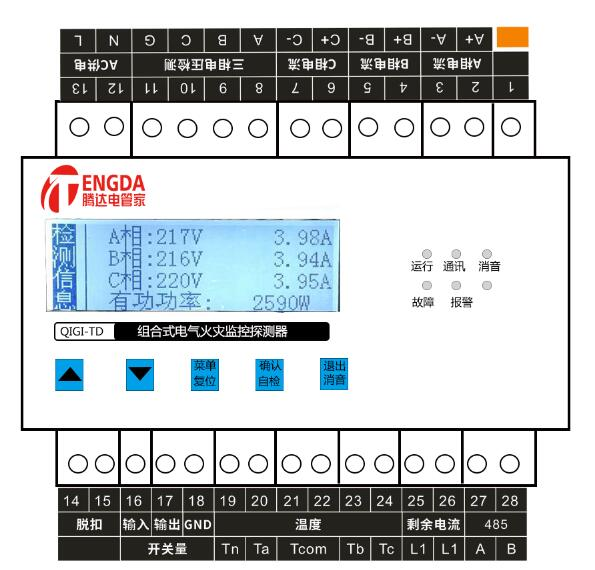 1 2 3 4 5 6 7 8 9 10 11 12 13
A相电流 B相电流 C相电流 三相电压检测 AC供电
A+ A- B+ B- C+ C- A B C G N L
TENGDA
腾达电管家
检测信息
A相:217V 3.98A
B相:216V 3.94A
C相:220V 3.95A
有功功率: 2590W
运行 通讯 消音
故障 报警
QIGI-TD 组合式电气火灾监控探测器
菜单 确认 退出
复位 自检 消音
14 15 16 17 18 19 20 21 22 23 24 25 26 27 28
脱扣 输入 输出 GND 温度 剩余电流 485
开关量 Tn Ta Tcom Tb Tc L1 L1 A B